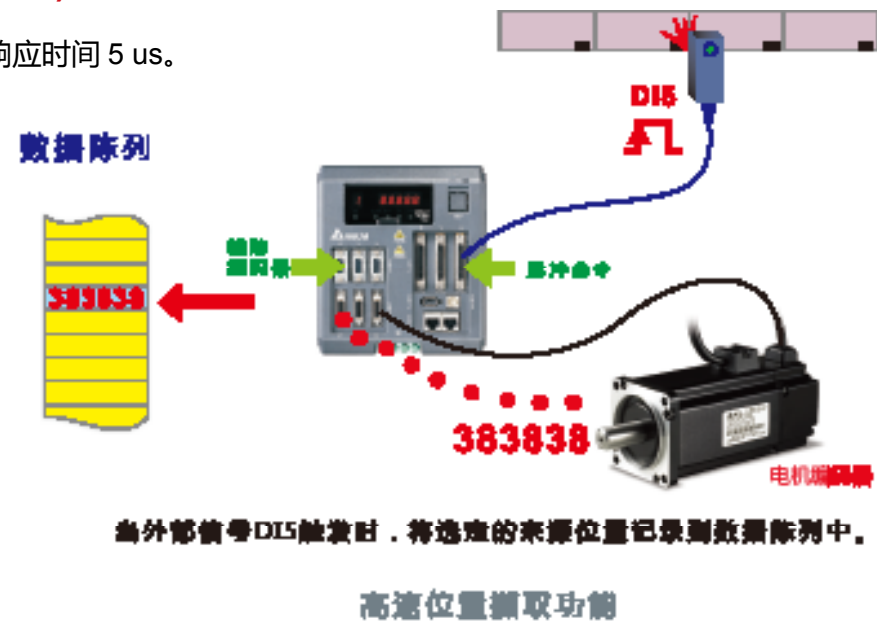 响应时间 5 us。
DI5
数据陈列
辅助
编码器
脉冲命令
383838
383838
电机编码器
当外部信号DI5触发时，将选定的来源位置记录到数据陈列中。
高速位置撷取功能